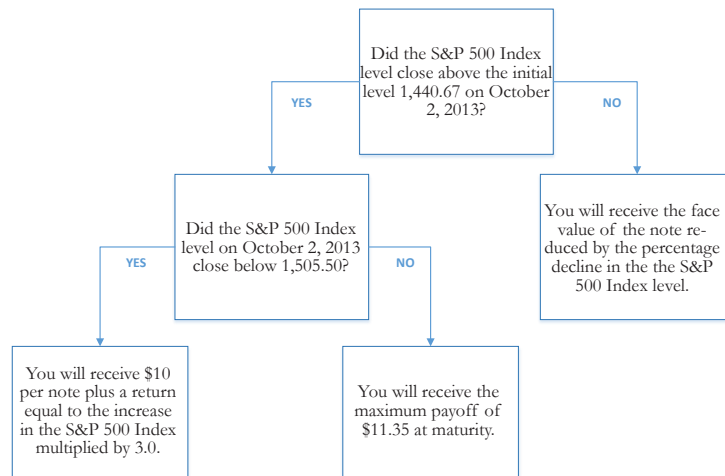 Did the S&P 500 Index
level close above the initial
level 1,440.67 on October
2, 2013?
YES
NO
Did the S&P 500 Index
level on October 2, 2013
close below 1,505.50?
You will receive the face
value of the note re-
duced by the percentage
decline in the the S&P
500 Index level.
YES
NO
You will receive $10
per note plus a return
equal to the increase
in the S&P 500 Index
multiplied by 3.0.
You will receive the
maximum payoff of
$11.35 at maturity.